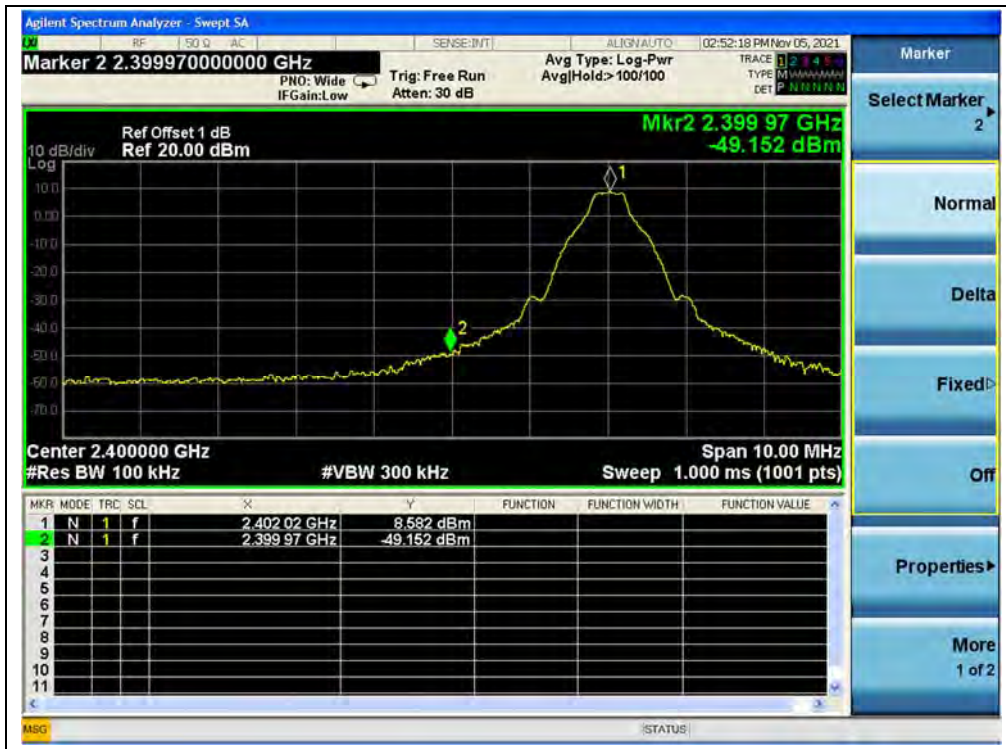 Agilent Spectrum Analyzer - Swept SA
LXI RF 50 Ω AC SENSE:INT ALIGN AUTO 02:52:18 PM Nov 05, 2021
Marker 2 2.399970000000 GHz
PNO: Wide
IFGain:Low
Trig: Free Run
Atten: 30 dB
Avg Type: Log-Pwr
Avg|Hold:> 100/100
TRACE 1 2 3 4 5 6
TYPE M
DET P N N N N N
Mkr2 2.399 97 GHz
-49.152 dBm
Ref Offset 1 dB
10 dB/div Ref 20.00 dBm
Log
10.0
0.00
-10.0
-20.0
-30.0
-40.0
-50.0
-60.0
-70.0
1
2
Center 2.400000 GHz Span 10.00 MHz
#Res BW 100 kHz #VBW 300 kHz Sweep 1.000 ms (1001 pts)
MKR MODE TRC SCL X Y FUNCTION FUNCTION WIDTH FUNCTION VALUE
1 N 1 f 2.402 02 GHz 8.582 dBm
2 N 1 f 2.399 97 GHz -49.152 dBm
3
4
5
6
7
8
9
10
11
MSG STATUS
Marker
Select Marker
2
Normal
Delta
Fixed
Off
Properties
More
1 of 2